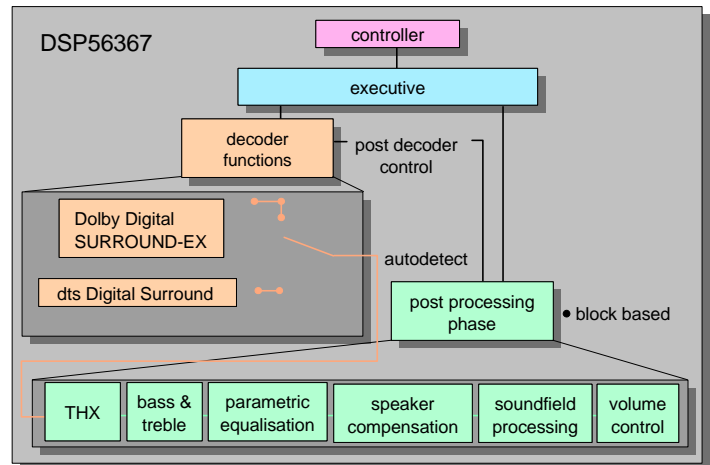 DSP56367
controller
executive
decoder
functions
post decoder
control
Dolby Digital
SURROUND-EX
autodetect
dts Digital Surround
post processing
phase
• block based
THX
bass &
treble
parametric
equalisation
speaker
compensation
soundfield
processing
volume
control